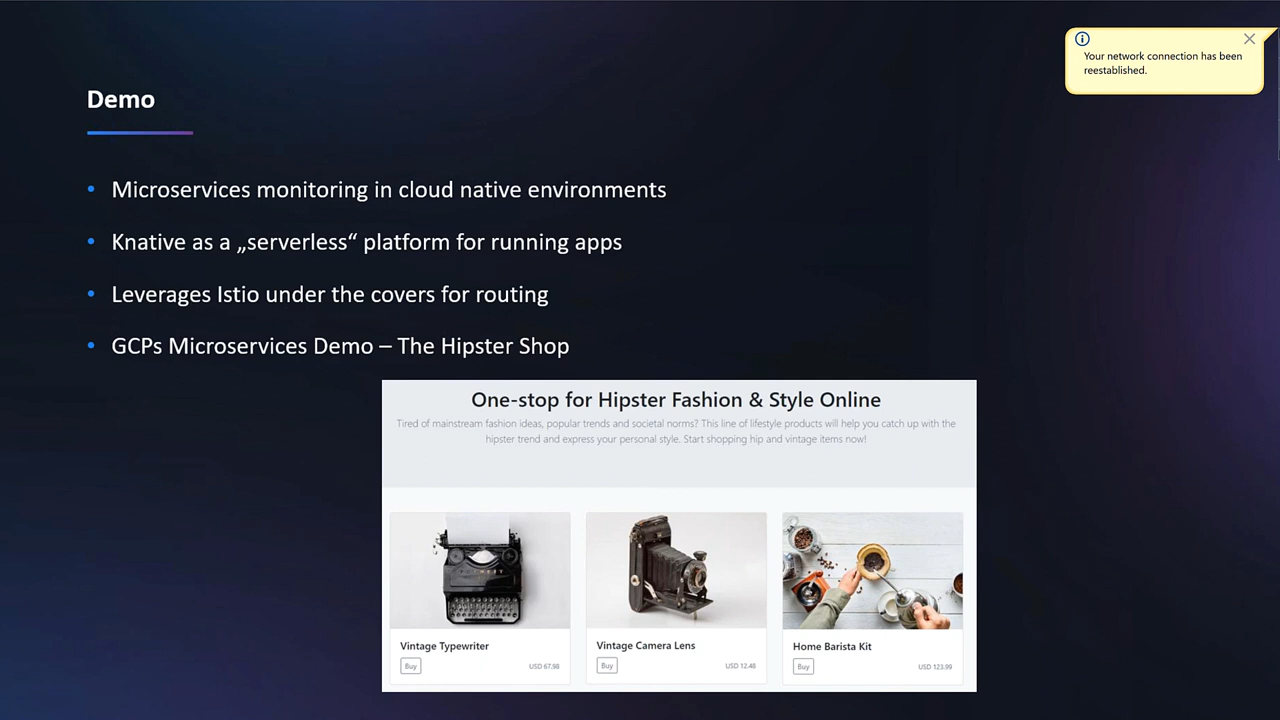 Your network connection has been
reestablished.
Demo
• Microservices monitoring in cloud native environments
• Knative as a „serverless“ platform for running apps
• Leverages Istio under the covers for routing
• GCPs Microservices Demo – The Hipster Shop
One-stop for Hipster Fashion & Style Online
Tired of mainstream fashion ideas, popular trends and societal norms? This line of lifestyle products will help you catch up with the
hipster trend and express your personal style. Start shopping hip and vintage items now!
Vintage Typewriter
Buy USD 67.98
Vintage Camera Lens
Buy USD 12.48
Home Barista Kit
Buy USD 123.99